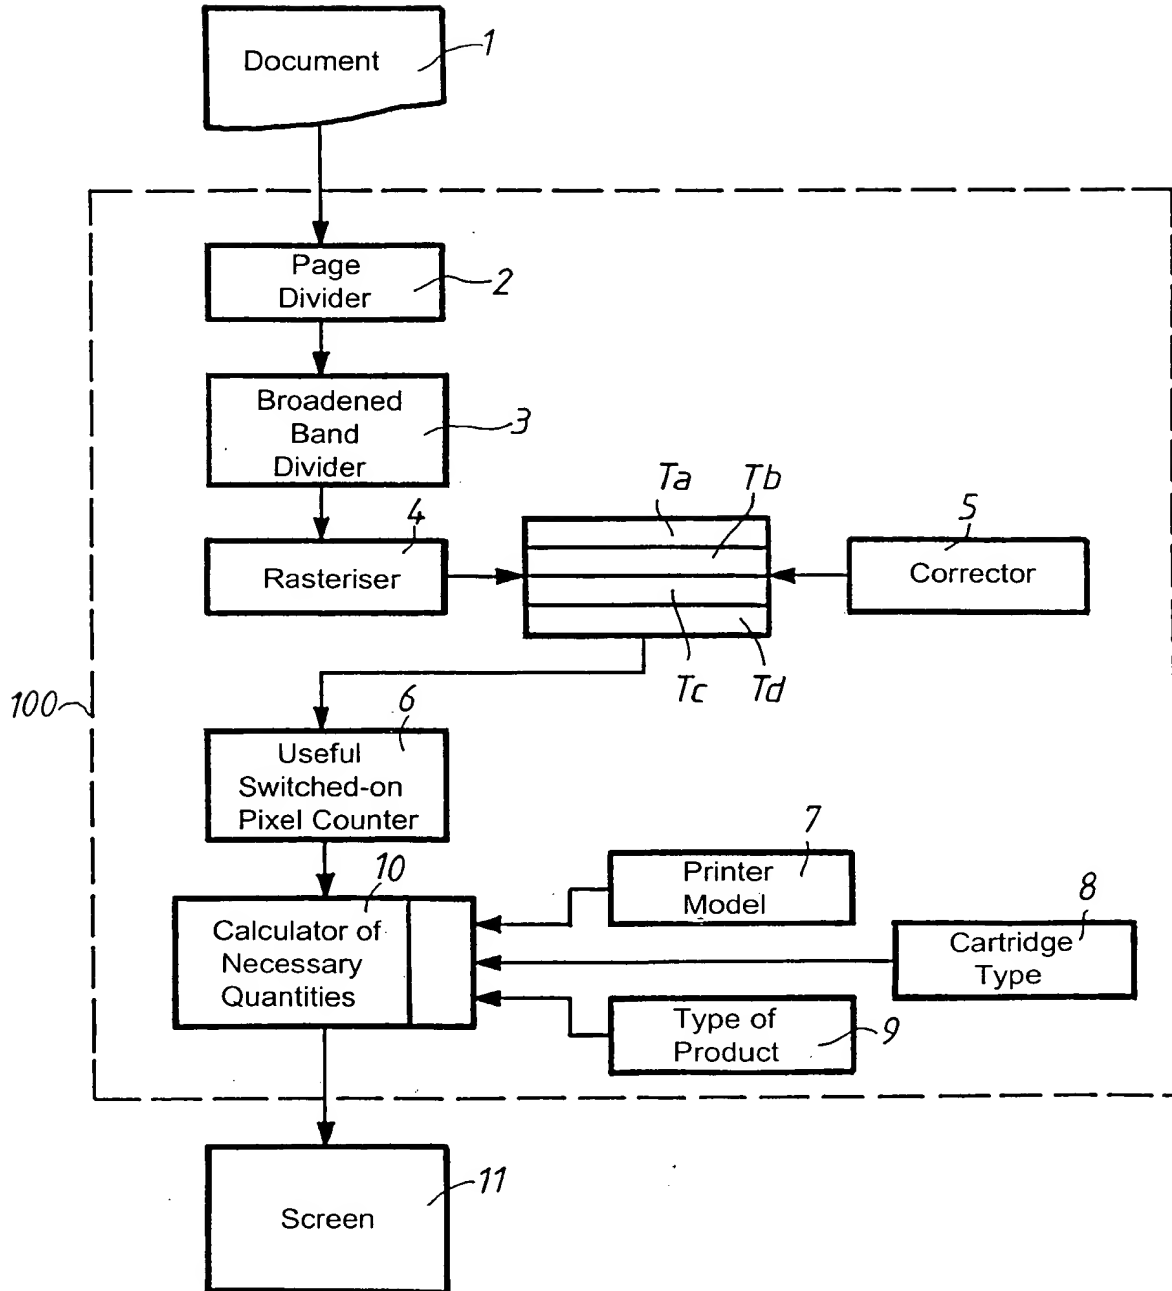 Document
1
Page
Divider
2
Broadened
Band
Divider
3
4
Rasteriser
Ta
Tb
Tc
Td
5
Corrector
100
6
Useful
Switched-on
Pixel Counter
10
Calculator of
Necessary
Quantities
7
Printer
Model
8
Cartridge
Type
Type of
Product
9
11
Screen